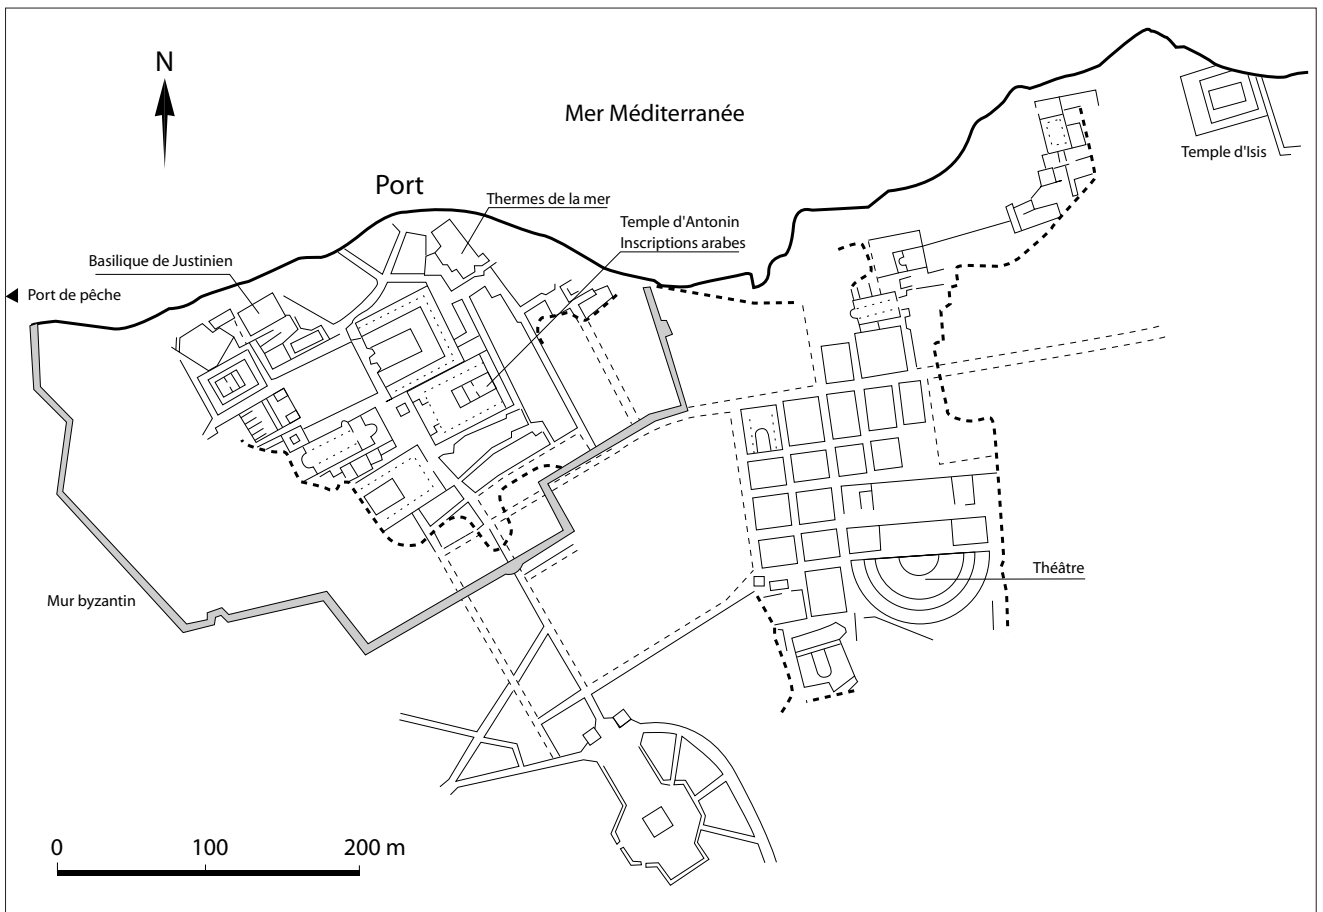 N
Mer Méditerranée
Temple d'Isis
Port
Thermes de la mer
Temple d'Antonin
Inscriptions arabes
Basilique de Justinien
Port de pêche
Théâtre
Mur byzantin
0 100 200 m